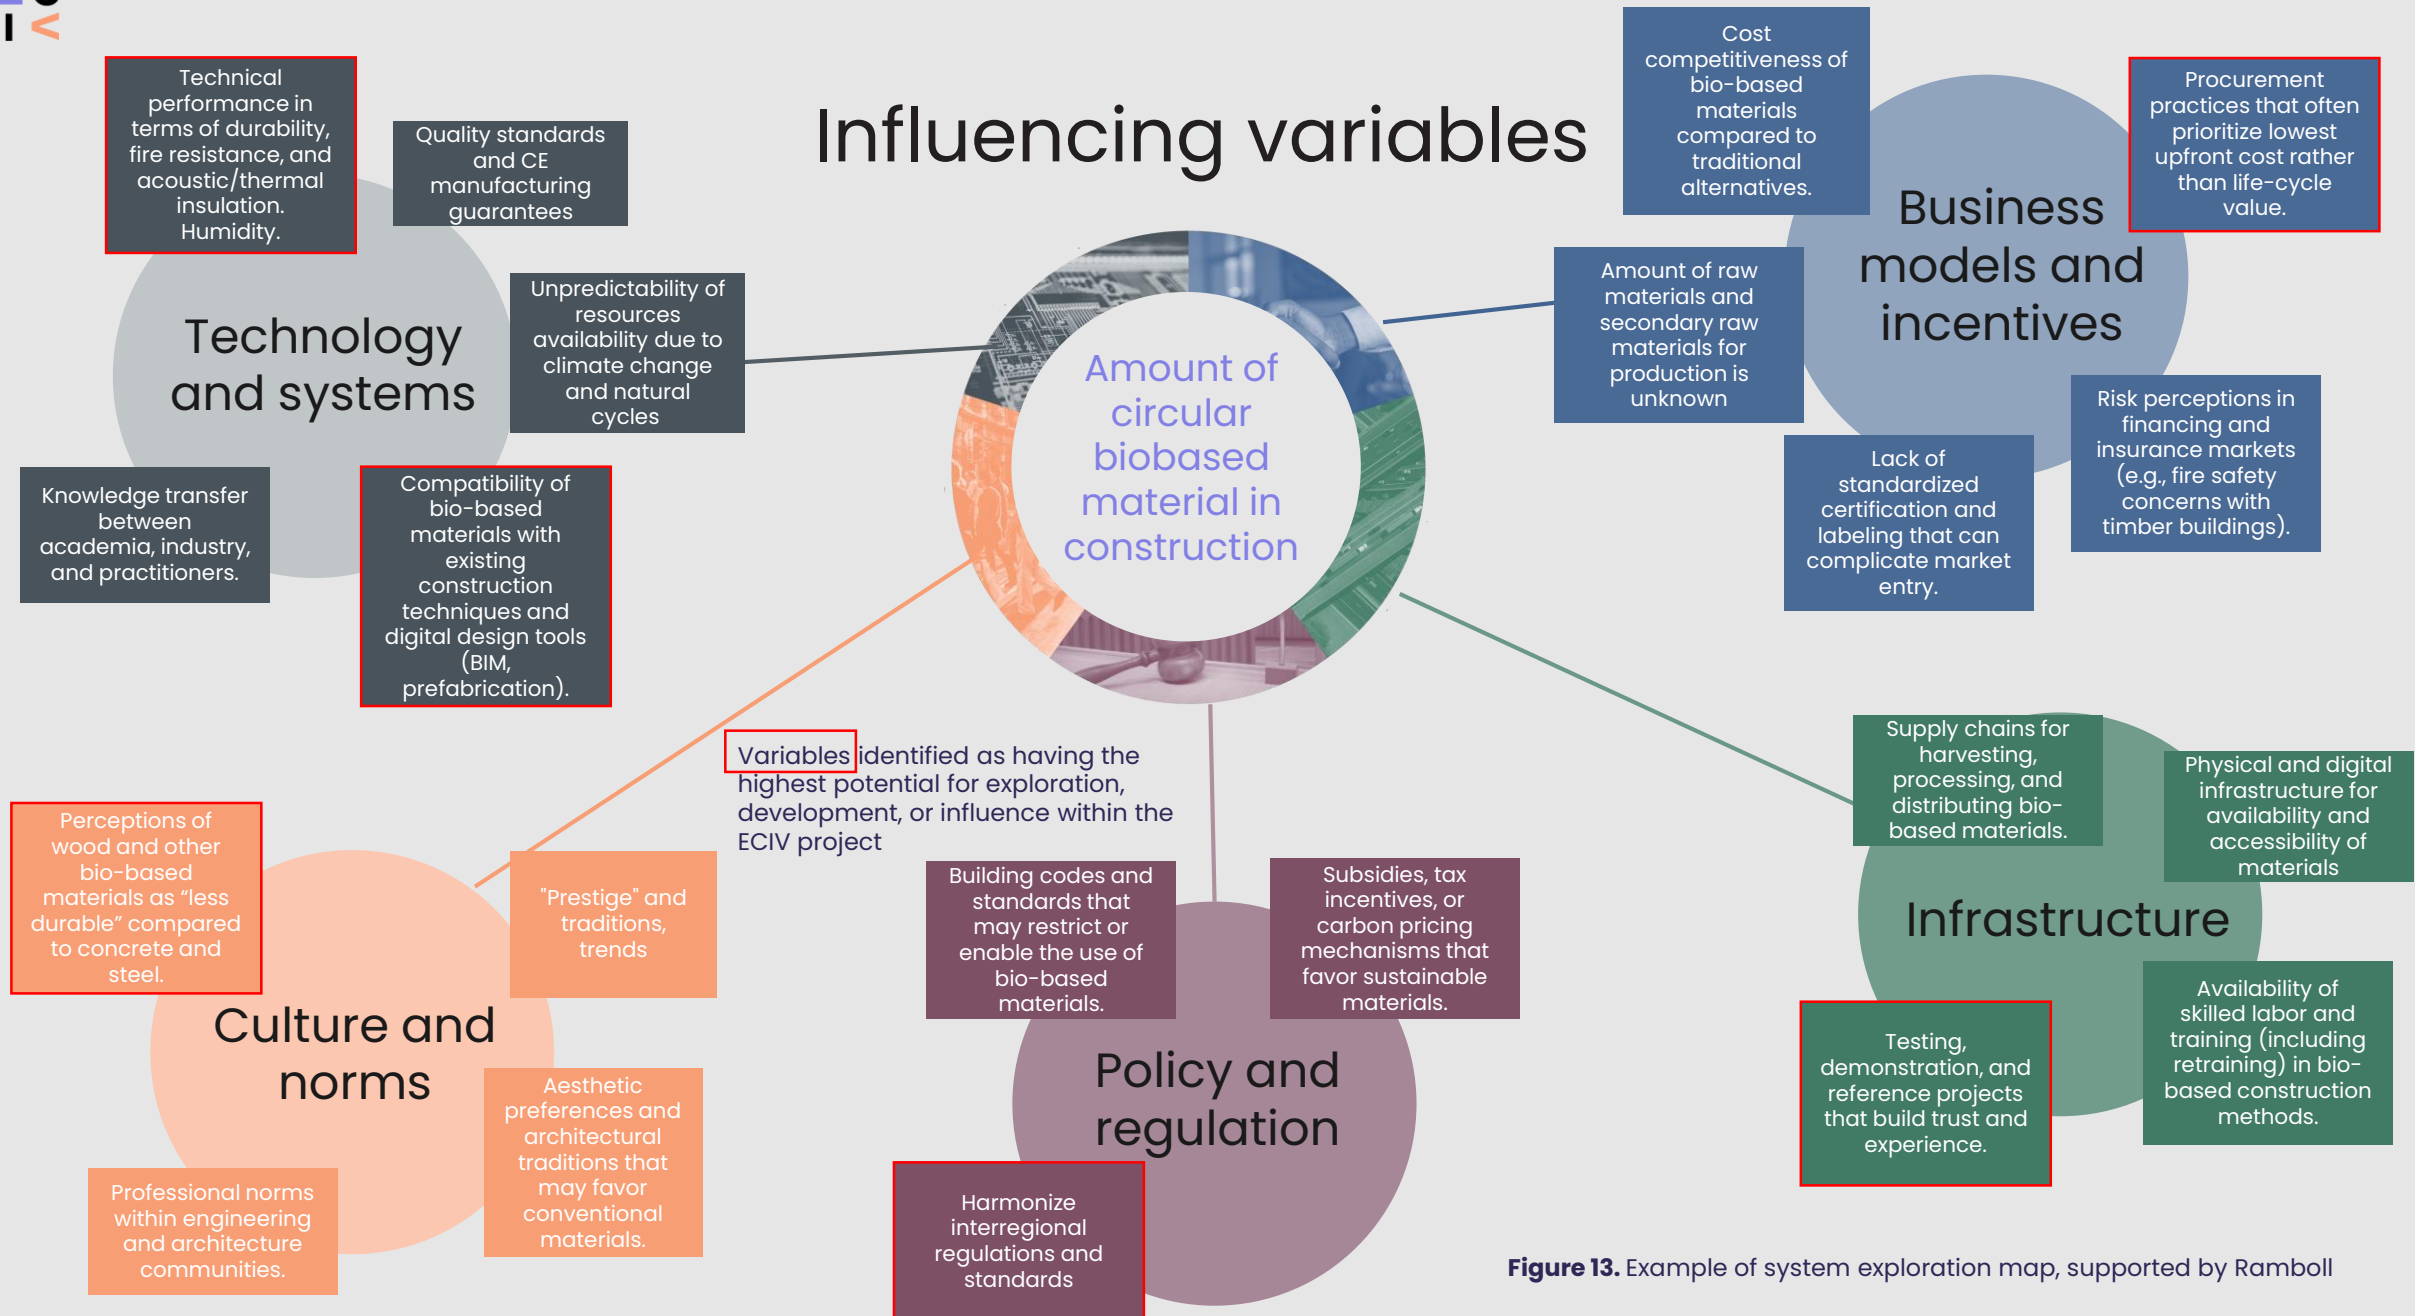 I V
Influencing variables
Technical
performance in
terms of durability,
fire resistance, and
acoustic/thermal
insulation.
Humidity.
Quality standards
and CE
manufacturing
guarantees
Unpredictability of
resources
availability due to
climate change
and natural
cycles
Technology
and systems
Knowledge transfer
between
academia, industry,
and practitioners.
Compatibility of
bio-based
materials with
existing
construction
techniques and
digital design tools
(BIM,
prefabrication).
Amount of
circular
biobased
material in
construction
Cost
competitiveness of
bio-based
materials
compared to
traditional
alternatives.
Procurement
practices that often
prioritize lowest
upfront cost rather
than life-cycle
value.
Business
models and
incentives
Amount of raw
materials and
secondary raw
materials for
production is
unknown
Lack of
standardized
certification and
labeling that can
complicate market
entry.
Risk perceptions in
financing and
insurance markets
(e.g., fire safety
concerns with
timber buildings).
Variables identified as having the
highest potential for exploration,
development, or influence within the
ECIV project
Perceptions of
wood and other
bio-based
materials as “less
durable” compared
to concrete and
steel.
"Prestige" and
traditions,
trends
Culture and
norms
Aesthetic
preferences and
architectural
traditions that
may favor
conventional
materials.
Professional norms
within engineering
and architecture
communities.
Building codes and
standards that
may restrict or
enable the use of
bio-based
materials.
Subsidies, tax
incentives, or
carbon pricing
mechanisms that
favor sustainable
materials.
Policy and
regulation
Harmonize
interregional
regulations and
standards
Supply chains for
harvesting,
processing, and
distributing bio-
based materials.
Physical and digital
infrastructure for
availability and
accessibility of
materials
Infrastructure
Testing,
demonstration, and
reference projects
that build trust and
experience.
Availability of
skilled labor and
training (including
retraining) in bio-
based construction
methods.
Figure 13. Example of system exploration map, supported by Ramboll